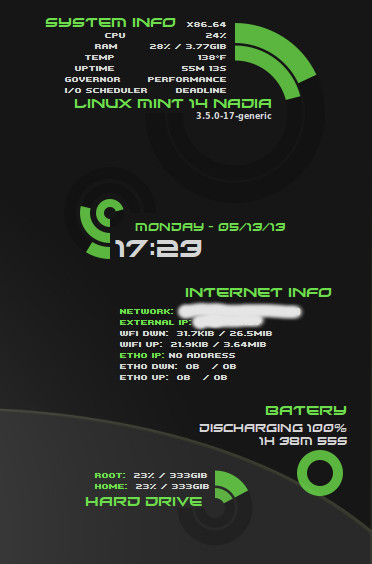 SYSTEM INFO X86_64
CPU 24%
RAM 28% / 3.77GIB
TEMP 138°F
UPTIME 55M 13S
GOVERNOR PERFORMANCE
I/O SCHEDULER DEADLINE
LINUX MINT 14 NADIA
3.5.0-17-generic
MONDAY - 05/13/13
17:23
INTERNET INFO
NETWORK:
EXTERNAL IP:
WIFI DWN: 31.7KIB / 26.5MIB
WIFI UP: 21.9KIB / 3.64MIB
ETH0 IP: NO ADDRESS
ETH0 DWN: 0B / 0B
ETH0 UP: 0B / 0B
BATERY
DISCHARGING 100%
1H 38M 55S
ROOT: 23% / 333GIB
HOME: 23% / 333GIB
HARD DRIVE